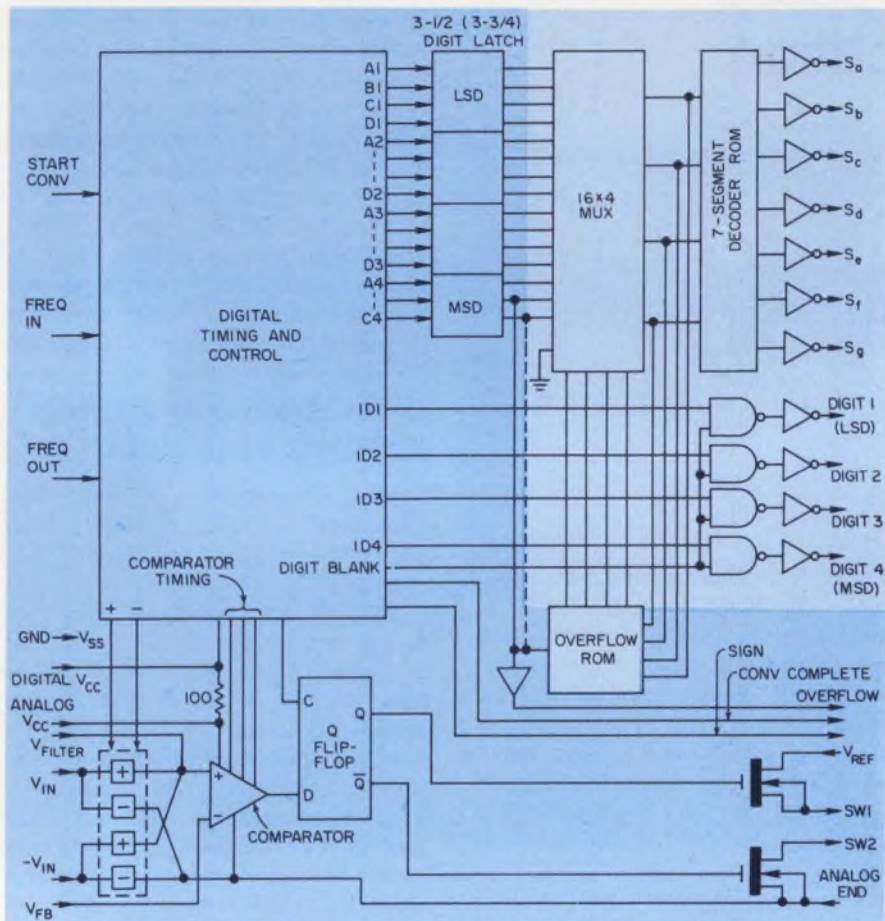 3-1/2 (3-3/4)
DIGIT LATCH
A1
B1
C1
D1
A2
D2
A3
D3
A4
C4
LSD
MSD
16×4
MUX
7-SEGMENT
DECODER ROM
Sa
Sb
Sc
Sd
Se
Sf
Sg
START
CONV
FREQ
IN
FREQ
OUT
DIGITAL
TIMING AND
CONTROL
ID1
ID2
ID3
ID4
DIGIT BLANK
DIGIT 1
(LSD)
DIGIT 2
DIGIT 3
DIGIT 4
(MSD)
COMPARATOR
TIMING
+ −
GND
VSS
DIGITAL VCC
ANALOG
VCC
VFILTER
VIN
-VIN
VFB
100
+
−
+
−
+
−
COMPARATOR
C
D
Q
FLIP-
FLOP
Q
Q̅
OVERFLOW
ROM
SIGN
CONV COMPLETE
OVERFLOW
VREF
SW1
SW2
ANALOG
END